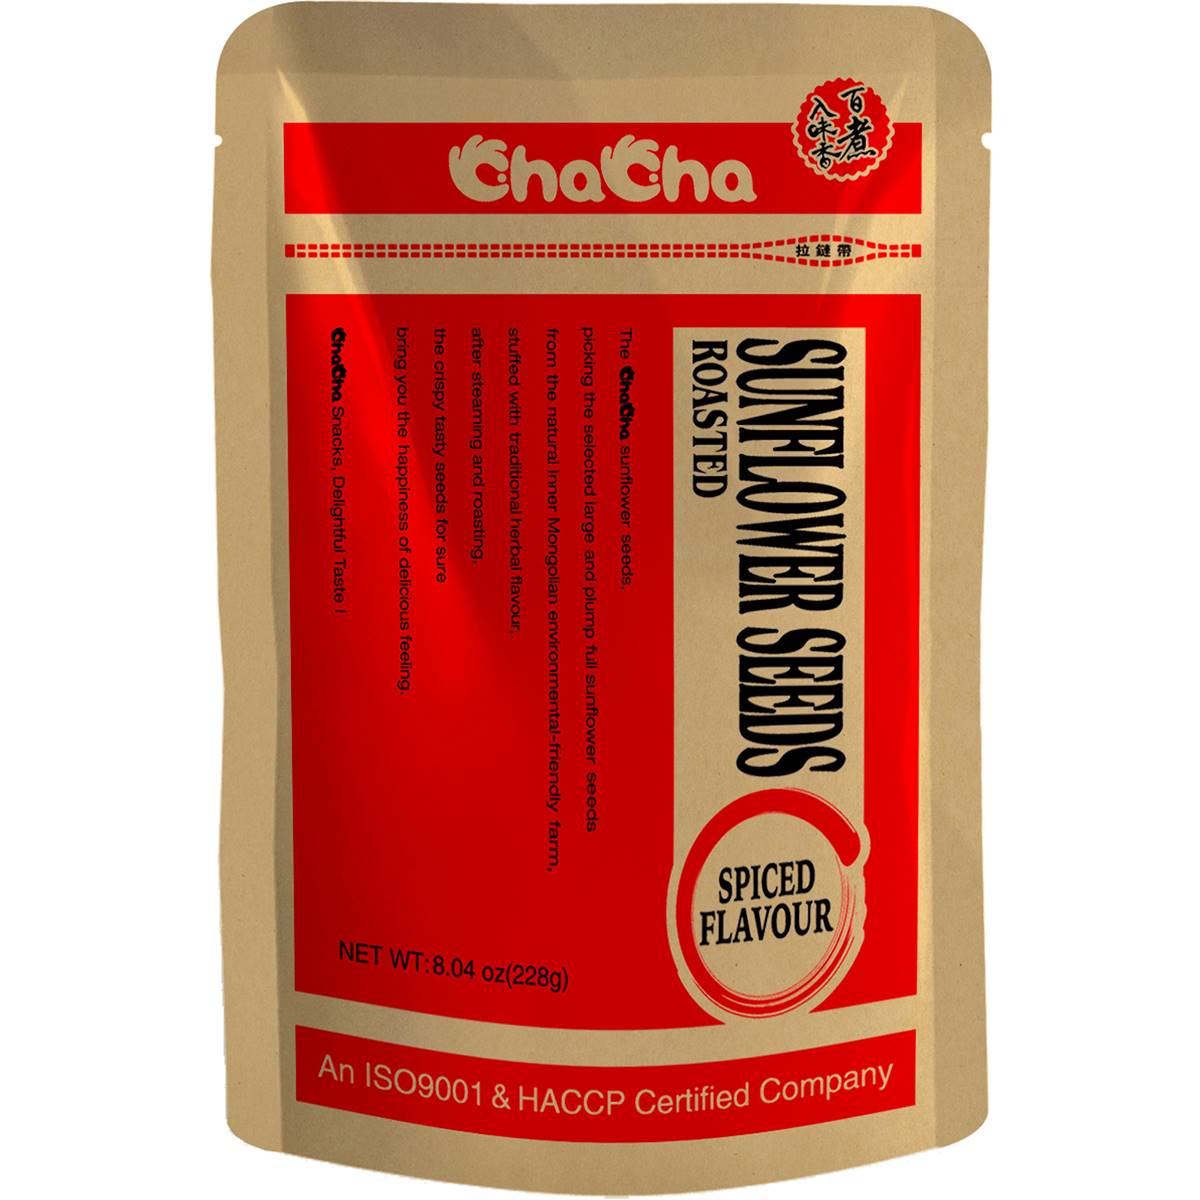 ChaCha
百煮
入味香
拉鏈帶
SUNFLOWER SEEDS
ROASTED
The ChaCha sunflower seeds,
picking the selected large and plump full sunflower seeds
from the natural Inner Mongolian environmental-friendly farm,
stuffed with traditional herbal flavour,
after steaming and roasting,
the crispy tasty seeds for sure
bring you the happiness of delicious feeling.
ChaCha Snacks, Delightful Taste !
SPICED
FLAVOUR
NET WT: 8.04 oz(228g)
An ISO9001 & HACCP Certified Company